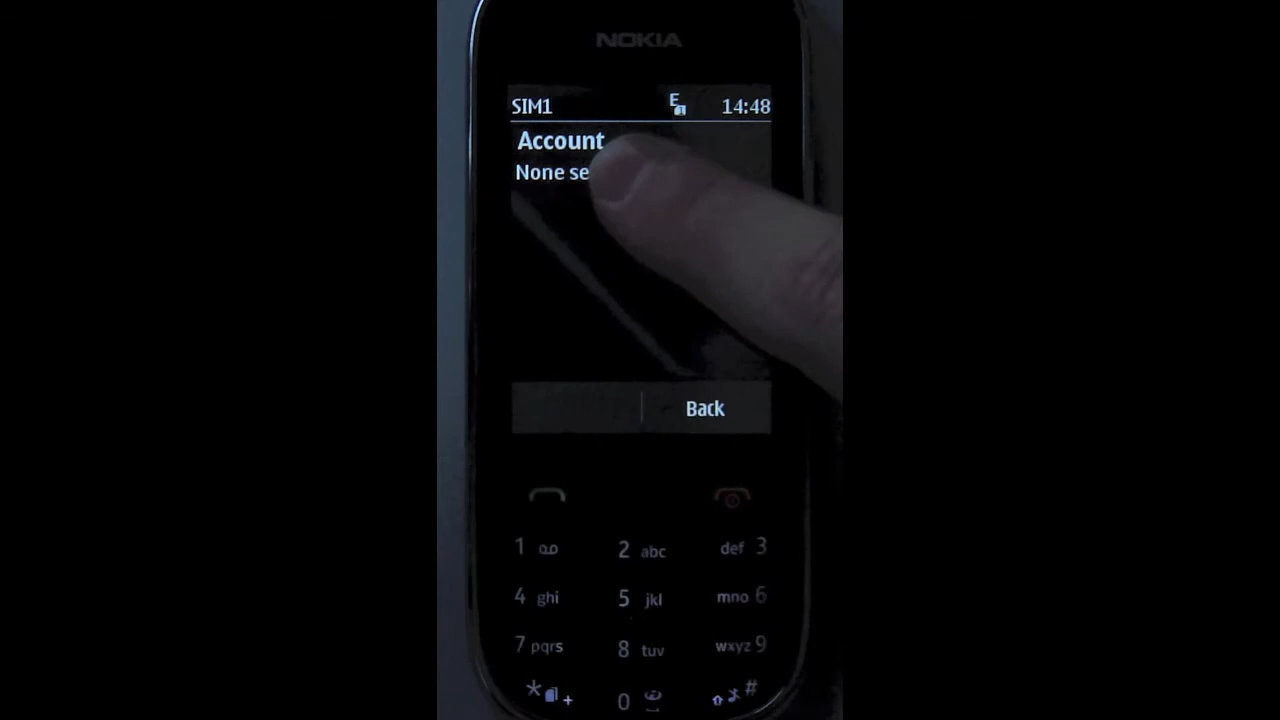 NOKIA
SIM1 E 1 14:48
Account
None se
Back
1 2 abc def 3
4 ghi 5 jkl mno 6
7 pqrs 8 tuv wxyz 9
* + 0 #